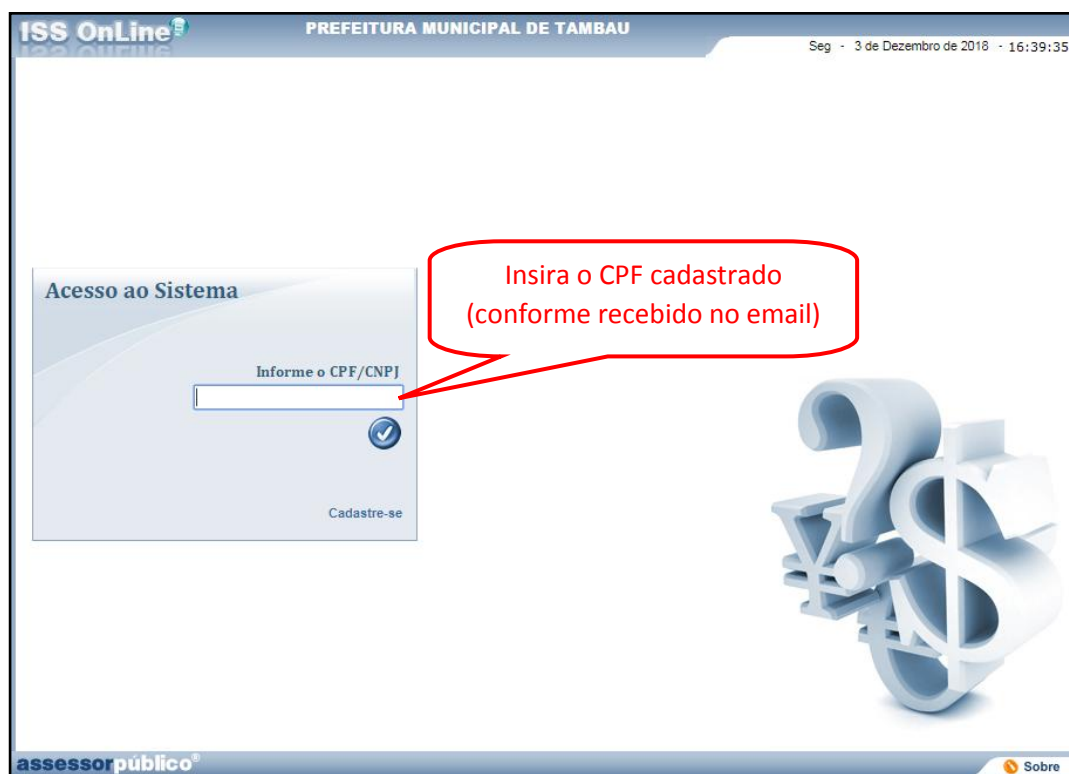 ISS OnLine
PREFEITURA MUNICIPAL DE TAMBAU
Seg - 3 de Dezembro de 2018 - 16:39:35
Insira o CPF cadastrado
(conforme recebido no email)
Acesso ao Sistema
Informe o CPF/CNPJ
Cadastre-se
assessorpúblico®
Sobre